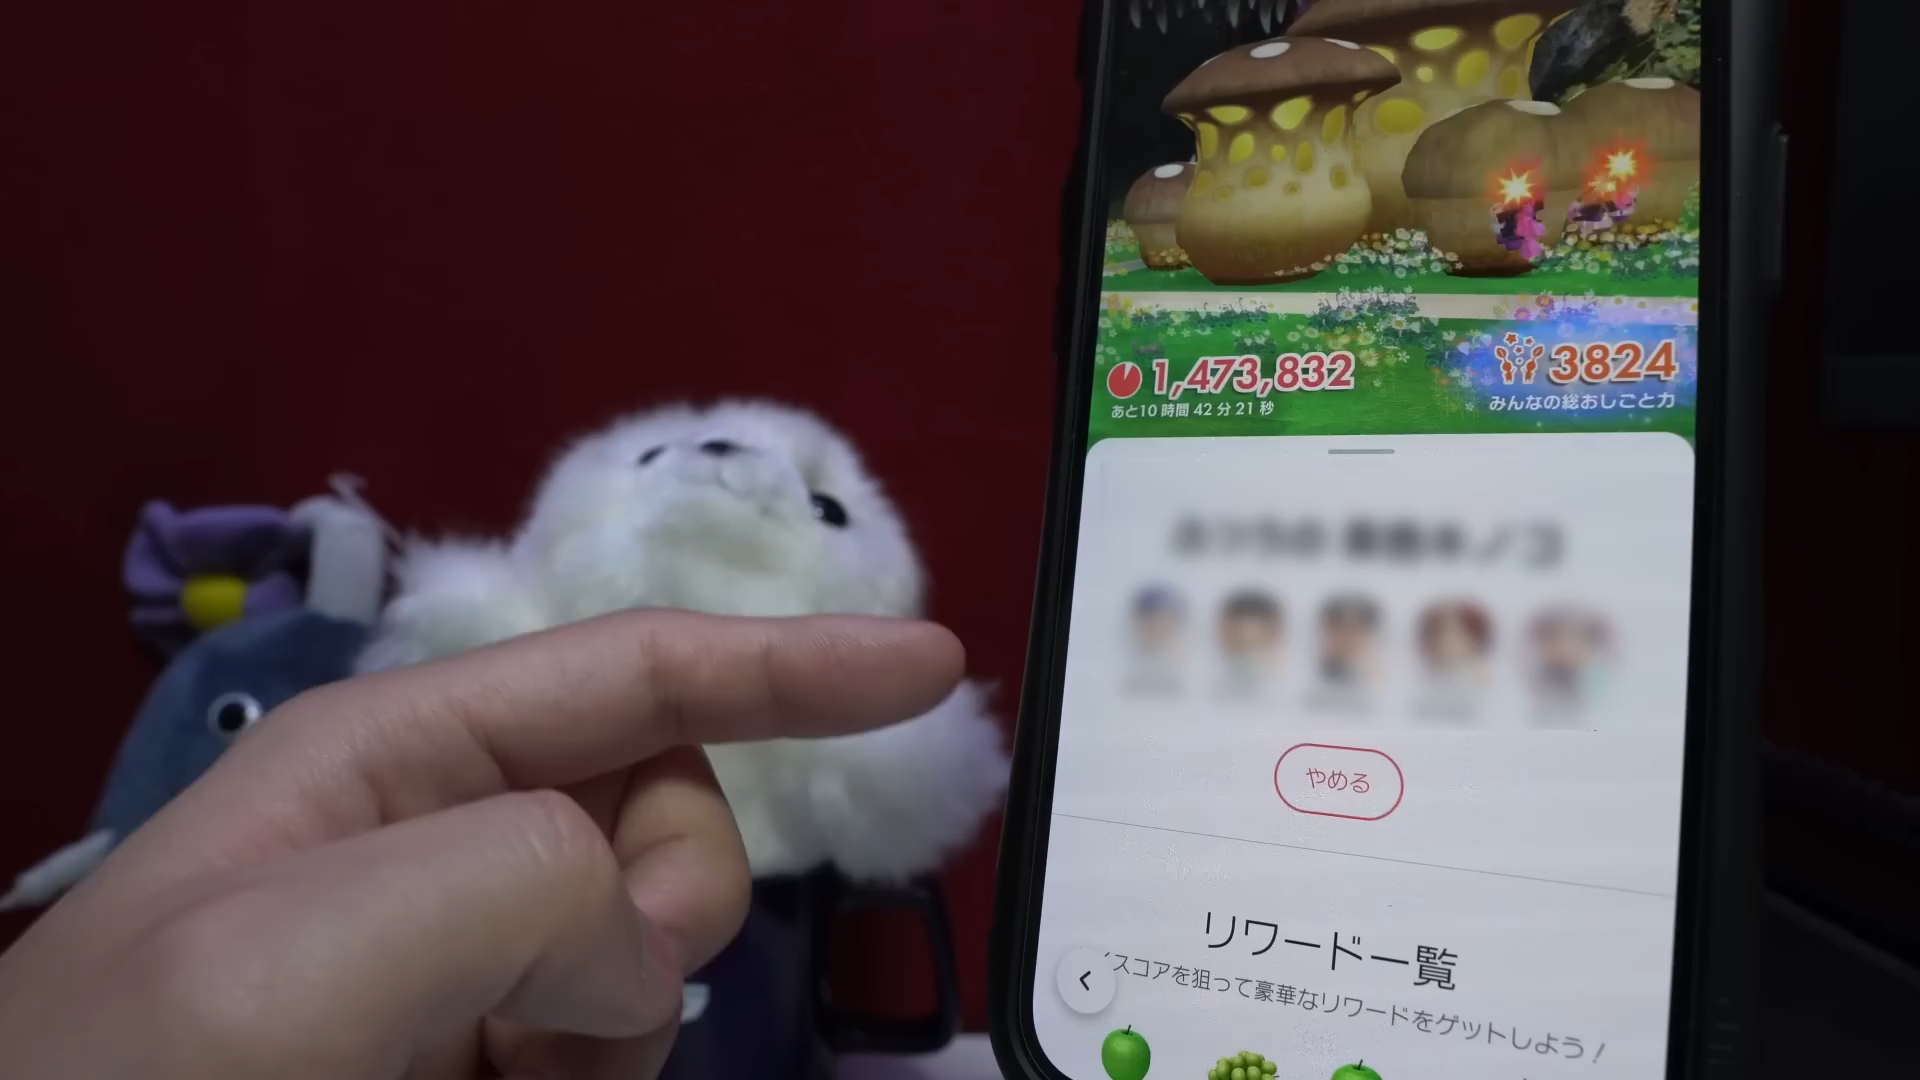 1,473,832
あと10時間42分21秒
3824
みんなの総おしごと力
やめる
リワード一覧
スコアを狙って豪華なリワードをゲットしよう!